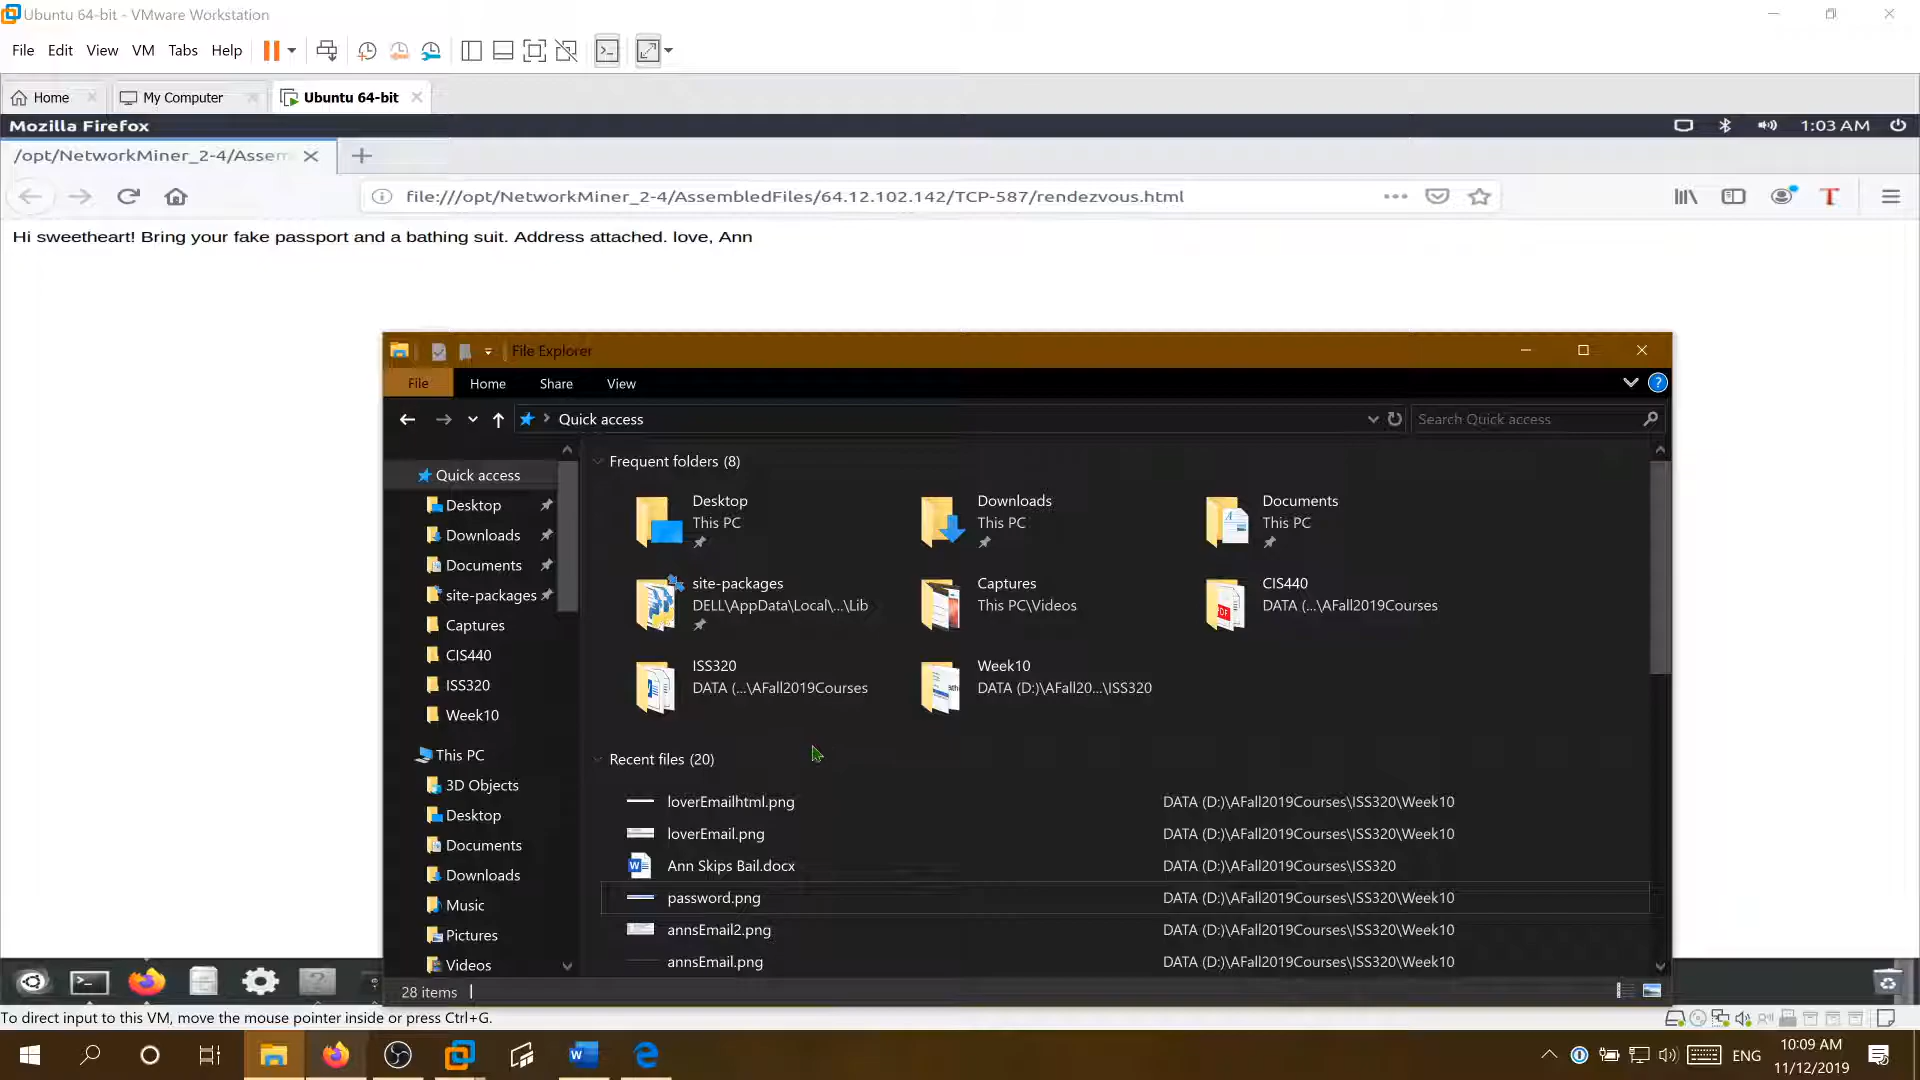 Ubuntu 64-bit - VMware Workstation
File Edit View VM Tabs Help
Home My Computer Ubuntu 64-bit
Mozilla Firefox 1:03 AM
/opt/NetworkMiner_2-4/Assem
file:///opt/NetworkMiner_2-4/AssembledFiles/64.12.102.142/TCP-587/rendezvous.html
Hi sweetheart! Bring your fake passport and a bathing suit. Address attached. love, Ann
File Explorer
File Home Share View
Quick access Search Quick access
Quick access
Desktop
Downloads
Documents
site-packages
Captures
CIS440
ISS320
Week10
This PC
3D Objects
Desktop
Documents
Downloads
Music
Pictures
Videos
Frequent folders (8)
Desktop
This PC
Downloads
This PC
Documents
This PC
site-packages
DELL\AppData\Local\...\Lib
Captures
This PC\Videos
CIS440
DATA (...\AFall2019Courses
ISS320
DATA (...\AFall2019Courses
Week10
DATA (D:)\AFall20...\ISS320
Recent files (20)
loverEmailhtml.png DATA (D:)\AFall2019Courses\ISS320\Week10
loverEmail.png DATA (D:)\AFall2019Courses\ISS320\Week10
Ann Skips Bail.docx DATA (D:)\AFall2019Courses\ISS320
password.png DATA (D:)\AFall2019Courses\ISS320\Week10
annsEmail2.png DATA (D:)\AFall2019Courses\ISS320\Week10
annsEmail.png DATA (D:)\AFall2019Courses\ISS320\Week10
28 items
To direct input to this VM, move the mouse pointer inside or press Ctrl+G.
ENG
10:09 AM
11/12/2019